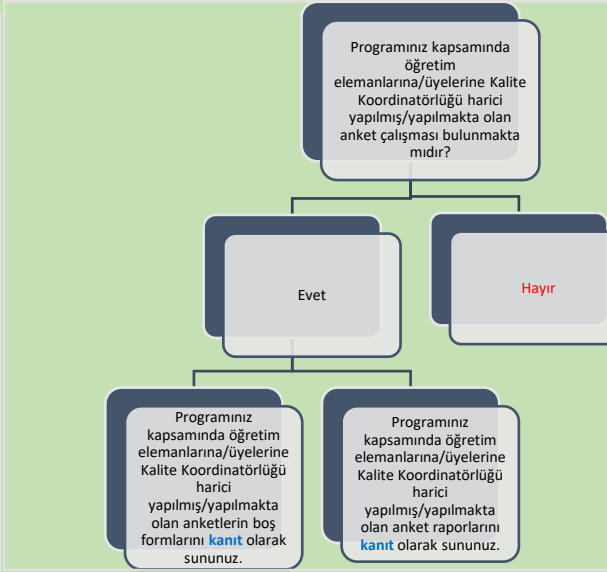 Programınız kapsamında
öğretim
elemanlarına/üyelerine Kalite
Koordinatörlüğü harici
yapılmış/yapılmakta olan
anket çalışması bulunmakta
mıdır?
Evet
Hayır
Programınız
kapsamında öğretim
elemanlarına/üyelerine
Kalite Koordinatörlüğü
harici
yapılmış/yapılmakta
olan anketlerin boş
formlarını kanıt olarak
sununuz.
Programınız
kapsamında öğretim
elemanlarına/üyelerine
Kalite Koordinatörlüğü
harici
yapılmış/yapılmakta
olan anket raporlarını
kanıt olarak sununuz.